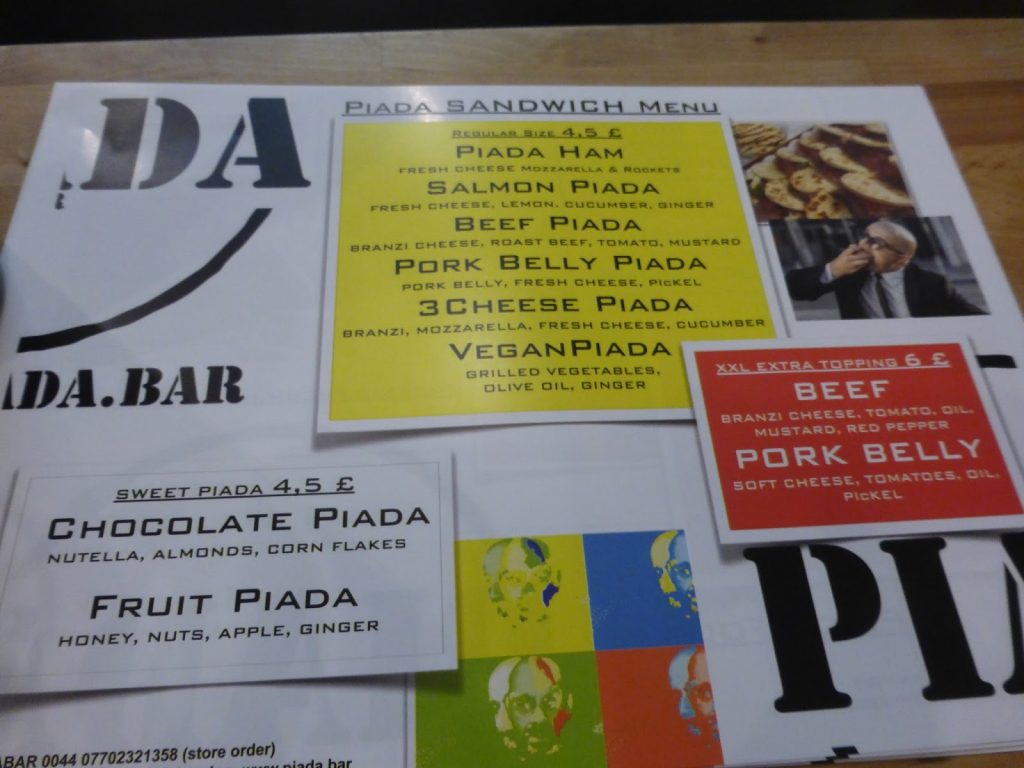 DA
PIADA SANDWICH MENU
REGULAR SIZE 4,5 £
PIADA HAM
FRESH CHEESE MOZZARELLA & ROCKETS
SALMON PIADA
FRESH CHEESE, LEMON, CUCUMBER, GINGER
BEEF PIADA
BRANZI CHEESE, ROAST BEEF, TOMATO, MUSTARD
PORK BELLY PIADA
PORK BELLY, FRESH CHEESE, PICKEL
3CHEESE PIADA
BRANZI, MOZZARELLA, FRESH CHEESE, CUCUMBER
VEGANPIADA
GRILLED VEGETABLES,
OLIVE OIL, GINGER
ADA.BAR
XXL EXTRA TOPPING 6 £
BEEF
BRANZI CHEESE, TOMATO, OIL,
MUSTARD, RED PEPPER
PORK BELLY
SOFT CHEESE, TOMATOES, OIL,
PICKEL
SWEET PIADA 4,5 £
CHOCOLATE PIADA
NUTELLA, ALMONDS, CORN FLAKES
FRUIT PIADA
HONEY, NUTS, APPLE, GINGER
PIA
ABAR 0044 07702321358 (store order)
www.piada.bar